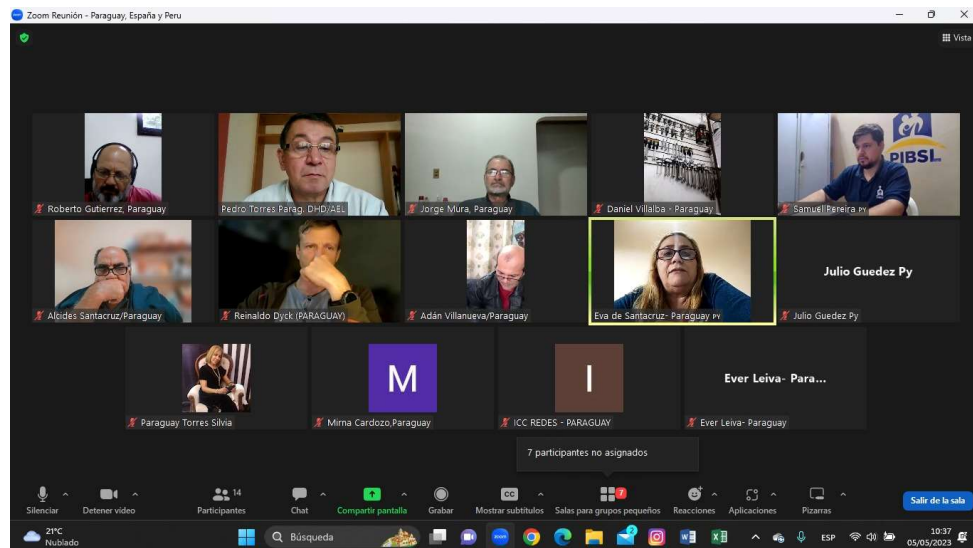 Zoom Reunión - Paraguay, España y Peru
Vista
PIBSL
Roberto Gutierrez, Paraguay
Pedro Torres Parag. DHD/AEL
Jorge Mura, Paraguay
Daniel Villalba - Paraguay
Samuel Pereira PY
Alcides Santacruz/Paraguay
Reinaldo Dyck (PARAGUAY)
Adán Villanueva/Paraguay
Eva de Santacruz- Paraguay PY
Julio Guedez Py
Julio Guedez Py
M
I
Ever Leiva- Para...
Paraguay Torres Silvia
Mirna Cardozo,Paraguay
ICC REDES - PARAGUAY
Ever Leiva- Paraguay
7 participantes no asignados
14
CC
7
Silenciar
Detener video
Participantes
Chat
Compartir pantalla
Grabar
Mostrar subtítulos
Salas para grupos pequeños
Reacciones
Aplicaciones
Pizarras
Salir de la sala
21°C
Nublado
Búsqueda
zoom
2
ESP
10:37
05/05/2023